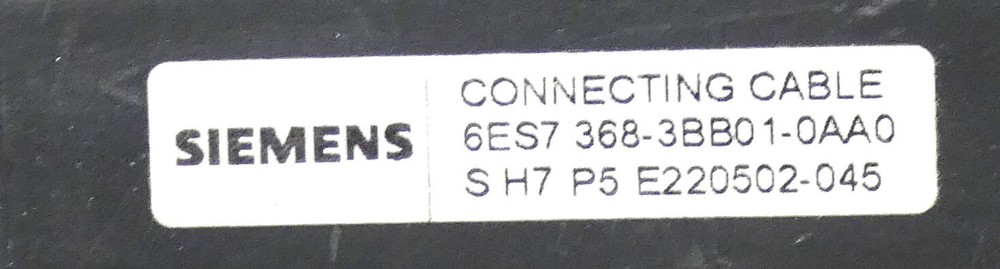 SIEMENS
CONNECTING CABLE
6ES7 368-3BB01-0AA0
S H7 P5 E220502-045